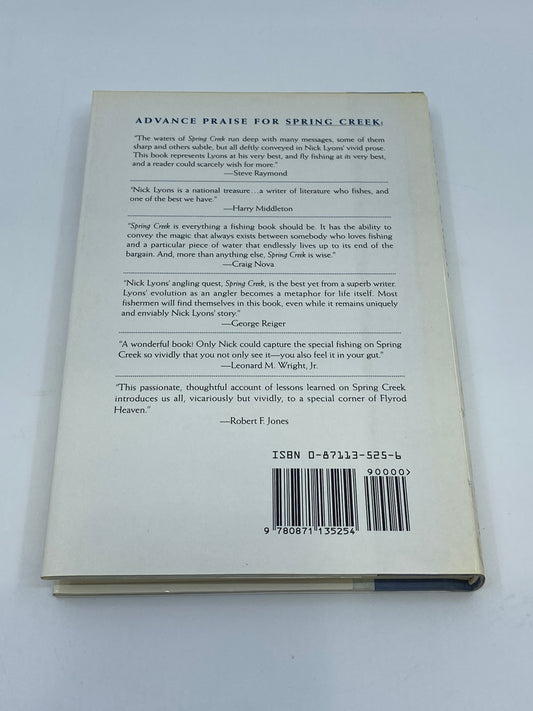 ADVANCE PRAISE FOR SPRING CREEK:
"The waters of Spring Creek run deep with many messages, some of them
sharp and others subtle, but all deftly conveyed in Nick Lyons' vivid prose.
This book represents Lyons at his very best, and fly fishing at its very best,
and a reader could scarcely wish for more."
—Steve Raymond
"Nick Lyons is a national treasure...a writer of literature who fishes, and
one of the best we have."
—Harry Middleton
"Spring Creek is everything a fishing book should be. It has the ability to
convey the magic that always exists between somebody who loves fishing
and a particular piece of water that endlessly lives up to its end of the
bargain. And, more than anything else, Spring Creek is wise."
—Craig Nova
"Nick Lyons' angling quest, Spring Creek, is the best yet from a superb writer.
Lyons' evolution as an angler becomes a metaphor for life itself. Most
fishermen will find themselves in this book, even while it remains uniquely
and enviably Nick Lyons' story."
—George Reiger
"A wonderful book! Only Nick could capture the special fishing on Spring
Creek so vividly that you not only see it—you also feel it in your gut."
—Leonard M. Wright, Jr.
"This passionate, thoughtful account of lessons learned on Spring Creek
introduces us all, vicariously but vividly, to a special corner of Flyrod
Heaven."
—Robert F. Jones
ISBN 0-87113-525-6
90000>
9 780871 135254